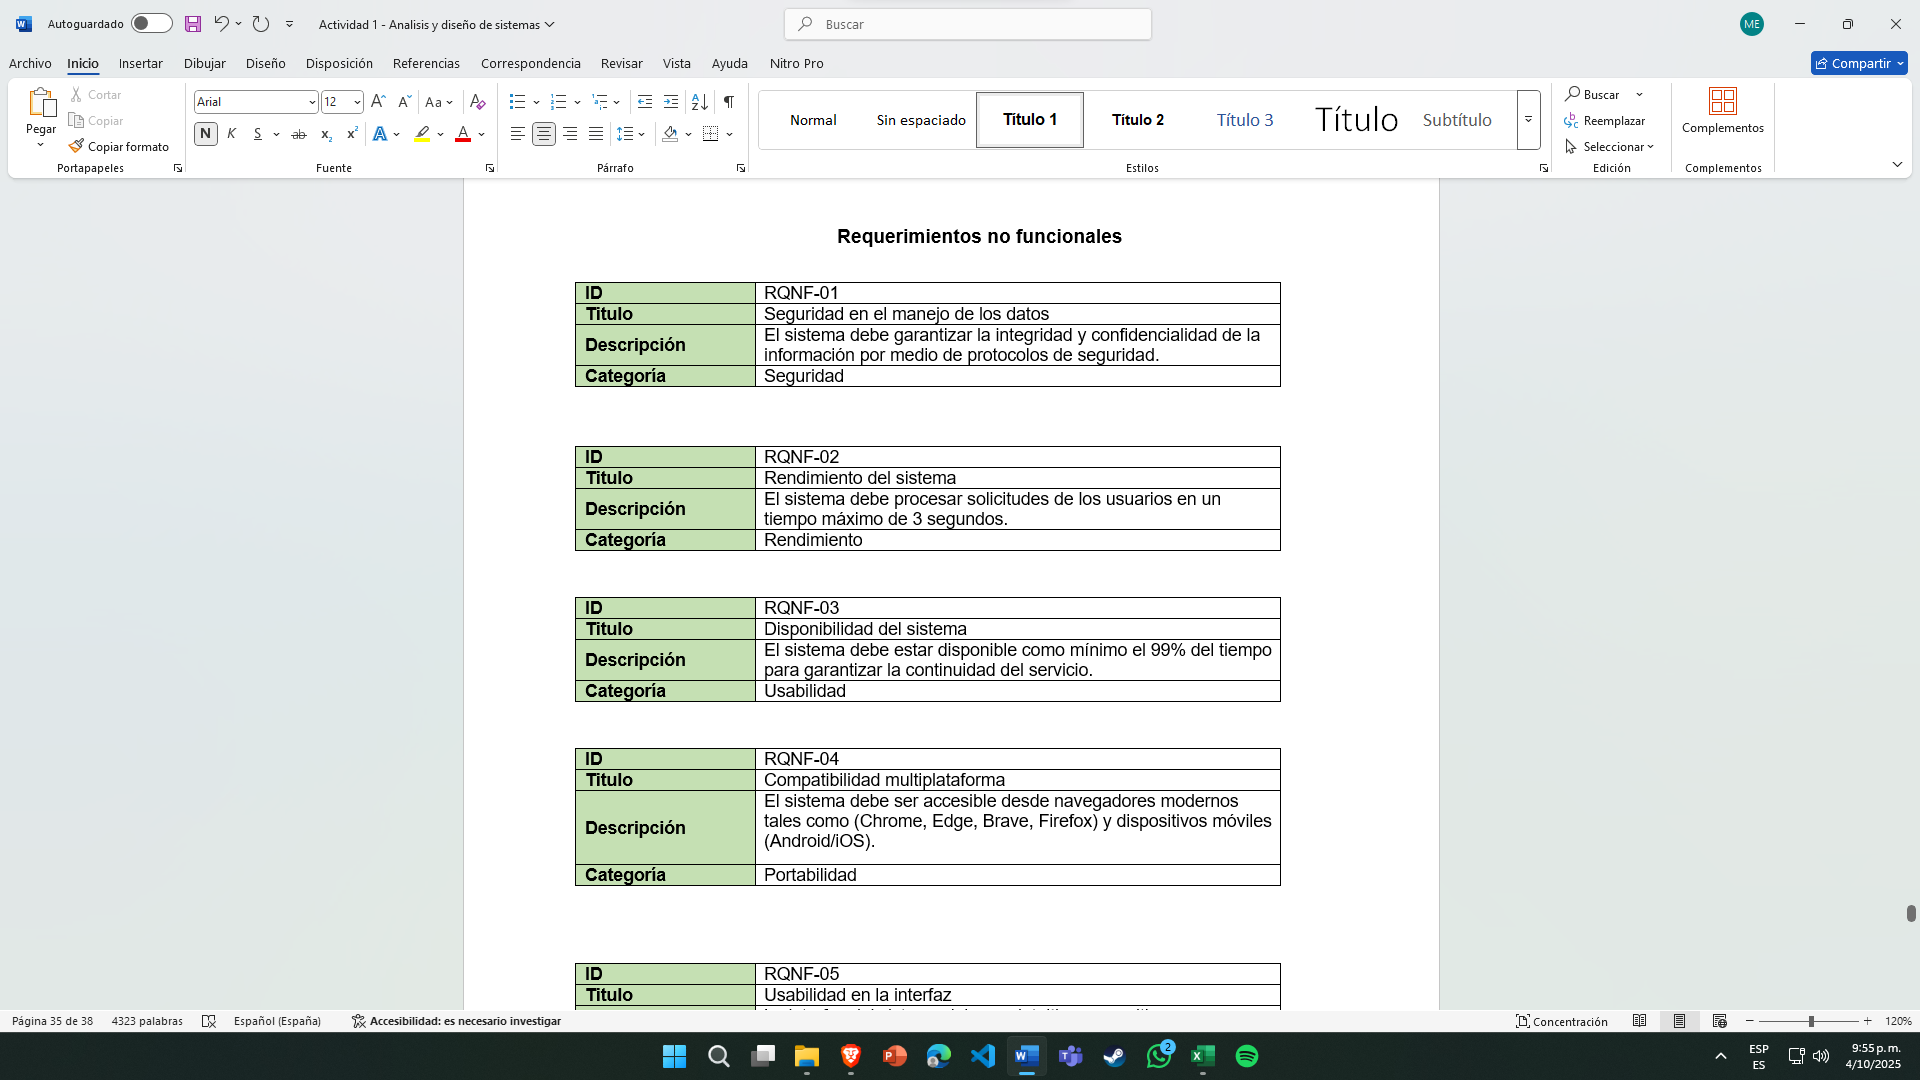 Autoguardado
Actividad 1 - Analisis y diseño de sistemas
Buscar
ME
Archivo Inicio Insertar Dibujar Diseño Disposición Referencias Correspondencia Revisar Vista Ayuda Nitro Pro
Compartir
Pegar
Cortar
Copiar
Copiar formato
Portapapeles
Arial 12
Aa
N K S ab x₂ x² A A
Fuente
Párrafo
Normal Sin espaciado Título 1 Título 2 Título 3 Título Subtítulo
Estilos
Buscar
Reemplazar
Seleccionar
Edición
Complementos
Complementos
Requerimientos no funcionales
ID RQNF-01
Titulo Seguridad en el manejo de los datos
Descripción El sistema debe garantizar la integridad y confidencialidad de la
información por medio de protocolos de seguridad.
Categoría Seguridad
ID RQNF-02
Titulo Rendimiento del sistema
Descripción El sistema debe procesar solicitudes de los usuarios en un
tiempo máximo de 3 segundos.
Categoría Rendimiento
ID RQNF-03
Titulo Disponibilidad del sistema
Descripción El sistema debe estar disponible como mínimo el 99% del tiempo
para garantizar la continuidad del servicio.
Categoría Usabilidad
ID RQNF-04
Titulo Compatibilidad multiplataforma
Descripción El sistema debe ser accesible desde navegadores modernos
tales como (Chrome, Edge, Brave, Firefox) y dispositivos móviles
(Android/iOS).
Categoría Portabilidad
ID RQNF-05
Titulo Usabilidad en la interfaz
Página 35 de 38 4323 palabras Español (España) Accesibilidad: es necesario investigar Concentración 120%
2
ESP
ES
9:55 p. m.
4/10/2025